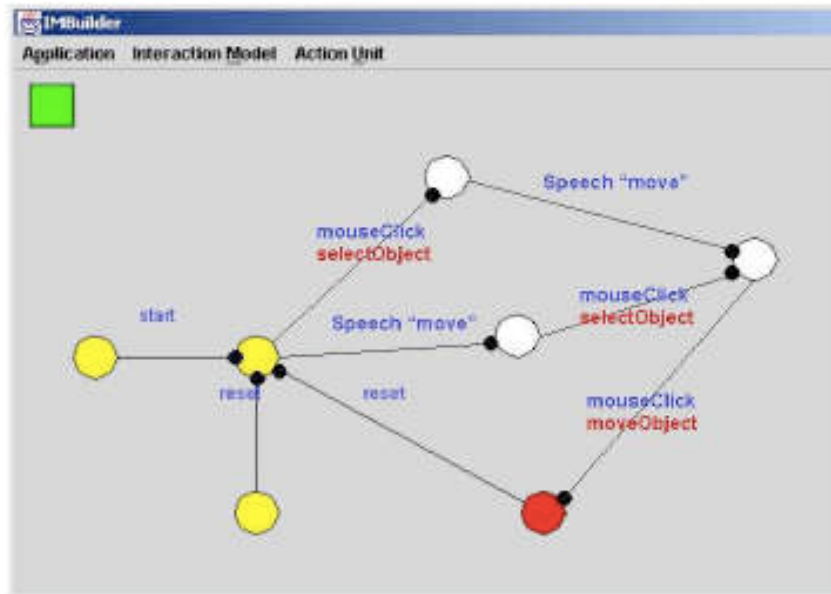 IMBuilder
Application Interaction Model Action Unit
Speech “move”
mouseClick
selectObject
mouseClick
selectObject
start
Speech “move”
reset
reset
mouseClick
moveObject